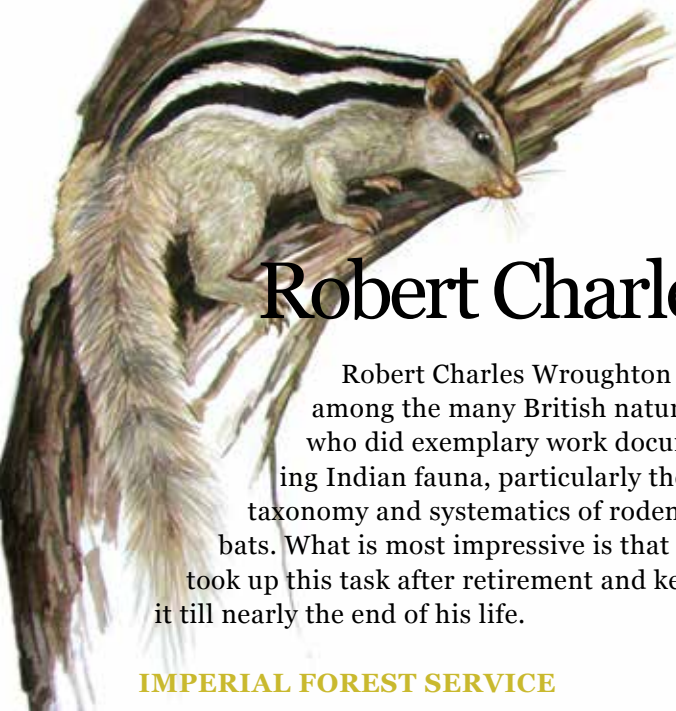 Robert Charle
Robert Charles Wroughton
among the many British natur
who did exemplary work docu
ing Indian fauna, particularly the
taxonomy and systematics of roden
bats. What is most impressive is that
took up this task after retirement and ke
it till nearly the end of his life.
IMPERIAL FOREST SERVICE